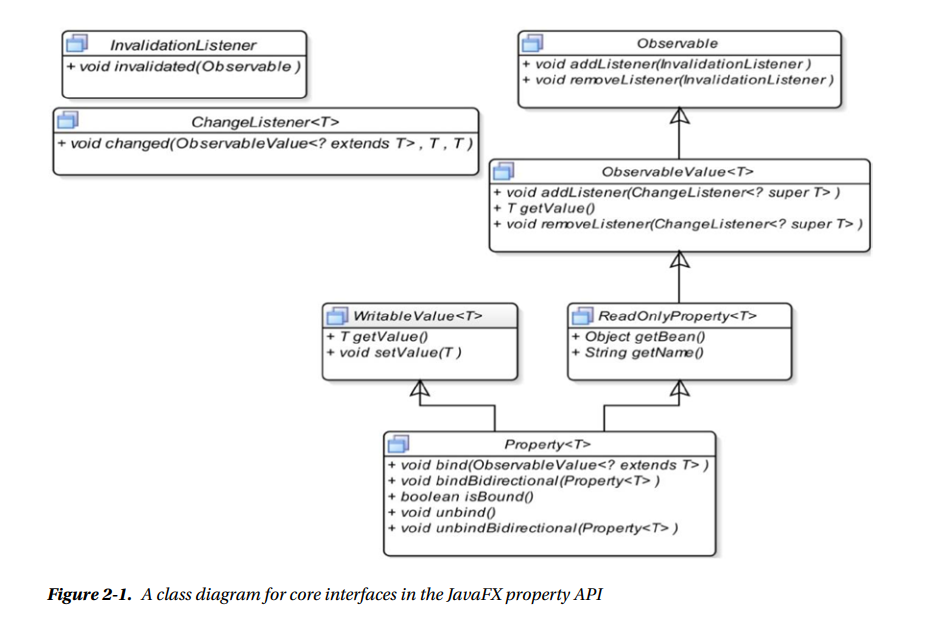 InvalidationListener
+ void invalidated(Observable )
ChangeListener<T>
+ void changed(ObservableValue<? extends T> , T , T )
Observable
+ void addListener(InvalidationListener )
+ void removeListener(InvalidationListener )
ObservableValue<T>
+ void addListener(ChangeListener<? super T> )
+ T getValue()
+ void removeListener(ChangeListener<? super T> )
WritableValue<T>
+ T getValue()
+ void setValue(T )
ReadOnlyProperty<T>
+ Object getBean()
+ String getName()
Property<T>
+ void bind(ObservableValue<? extends T> )
+ void bindBidirectional(Property<T> )
+ boolean isBound()
+ void unbind()
+ void unbindBidirectional(Property<T> )
Figure 2-1. A class diagram for core interfaces in the JavaFX property API